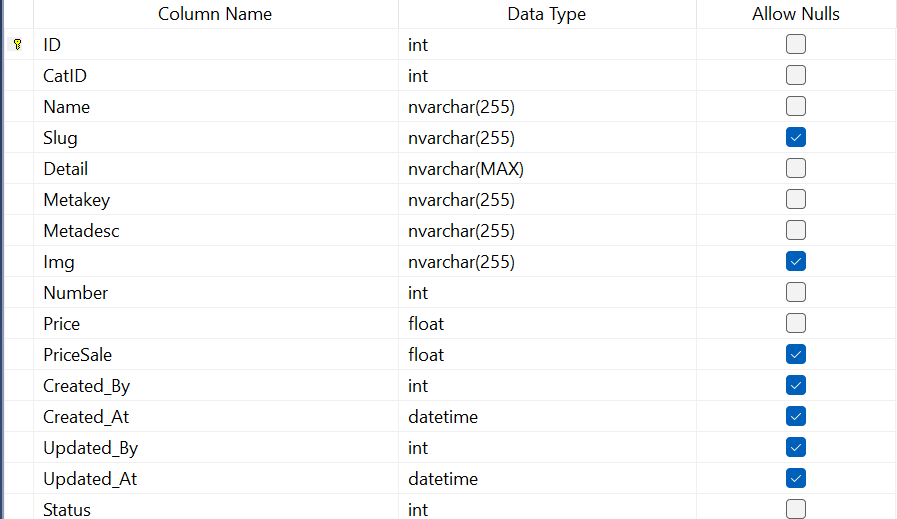 Column Name Data Type Allow Nulls
ID int
CatID int
Name nvarchar(255)
Slug nvarchar(255)
Detail nvarchar(MAX)
Metakey nvarchar(255)
Metadesc nvarchar(255)
Img nvarchar(255)
Number int
Price float
PriceSale float
Created_By int
Created_At datetime
Updated_By int
Updated_At datetime
Status int